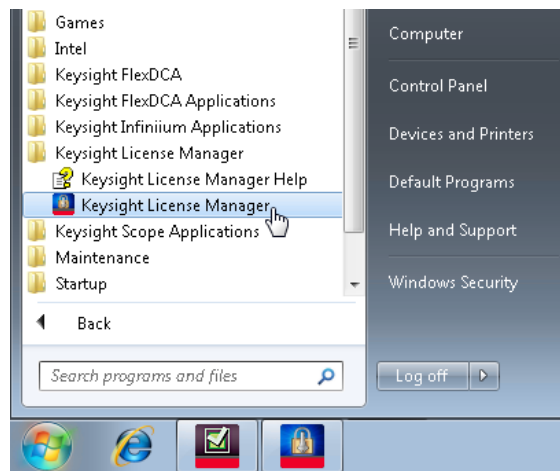 Games
Intel
Keysight FlexDCA
Keysight FlexDCA Applications
Keysight Infiniium Applications
Keysight License Manager
Keysight License Manager Help
Keysight License Manager
Keysight Scope Applications
Maintenance
Startup
Back
Search programs and files
Computer
Control Panel
Devices and Printers
Default Programs
Help and Support
Windows Security
Log off